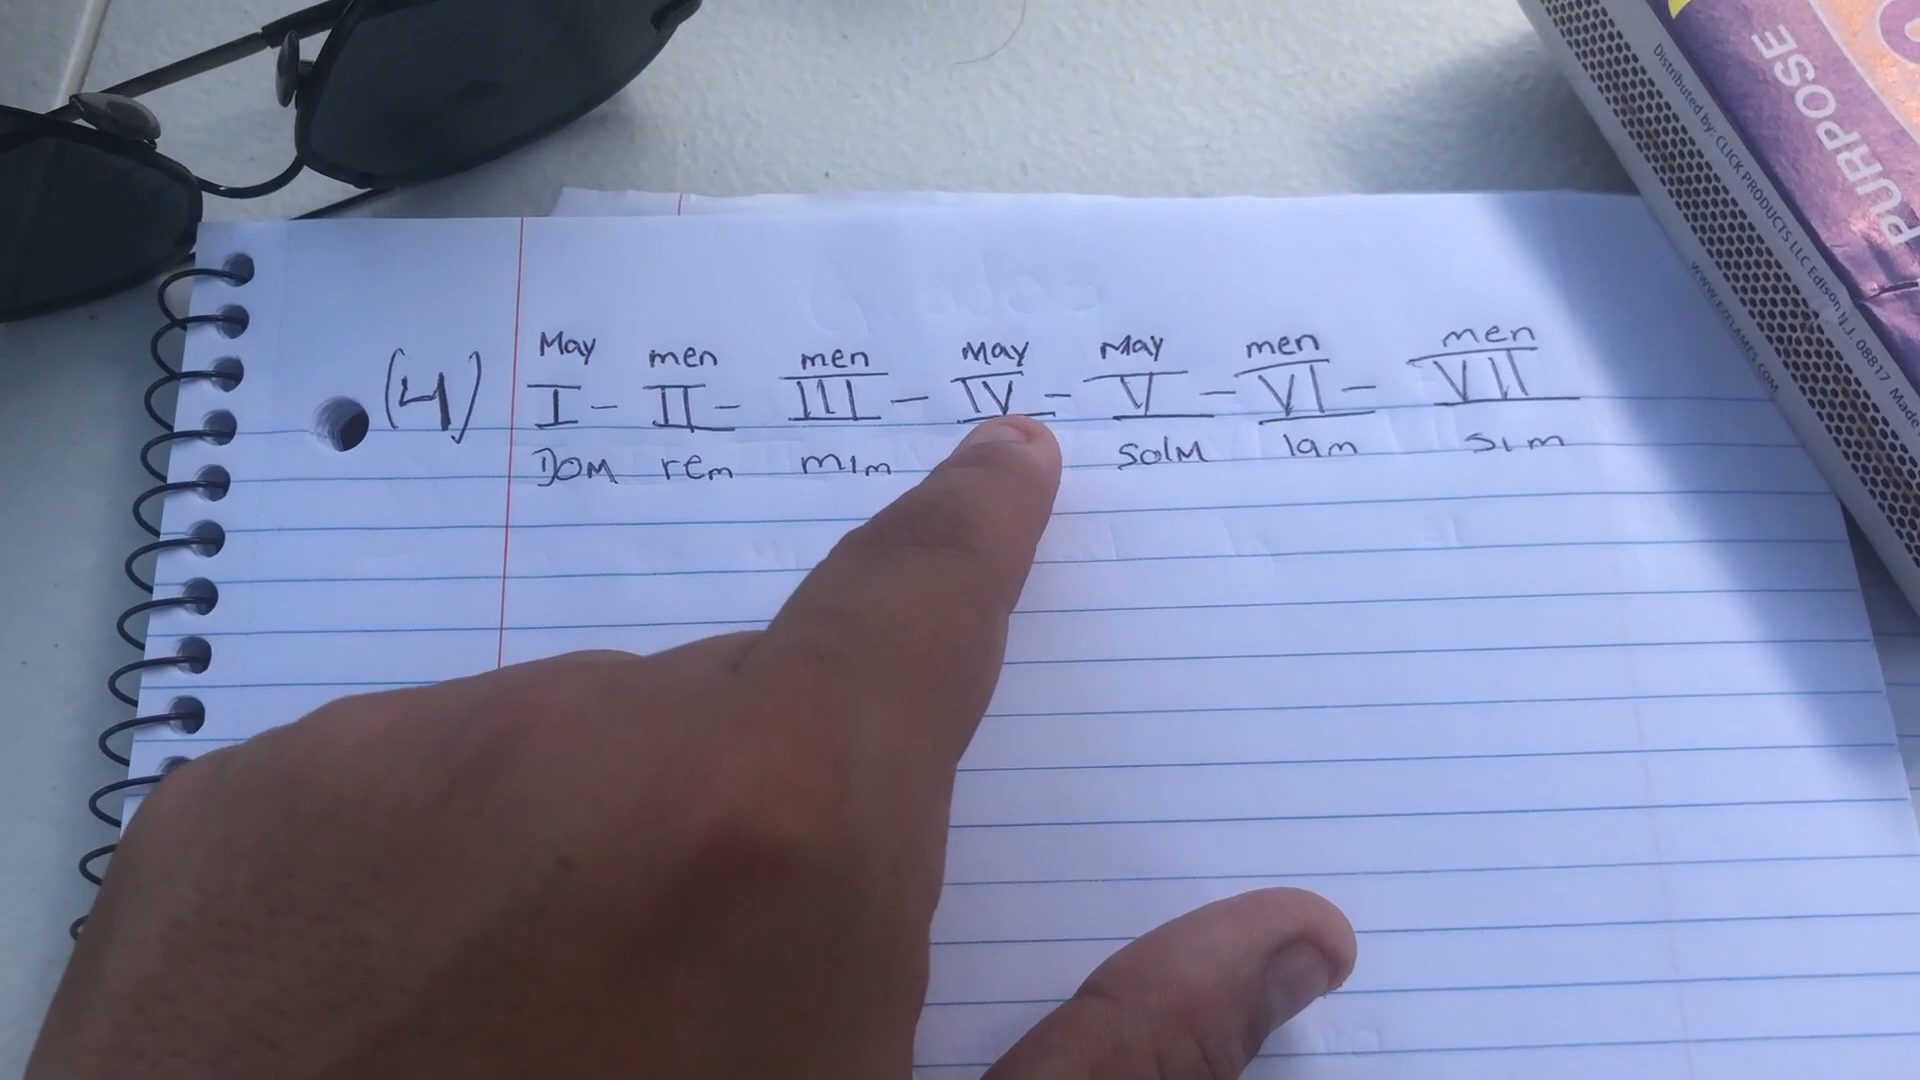 May men men May May men men
(4) I - II - III - IV - V - VI - VII
DOM rem mim solM lam sim
PURPOSE
Distributed by: CLICK PRODUCTS LLC Edison N.J. 08817 Made